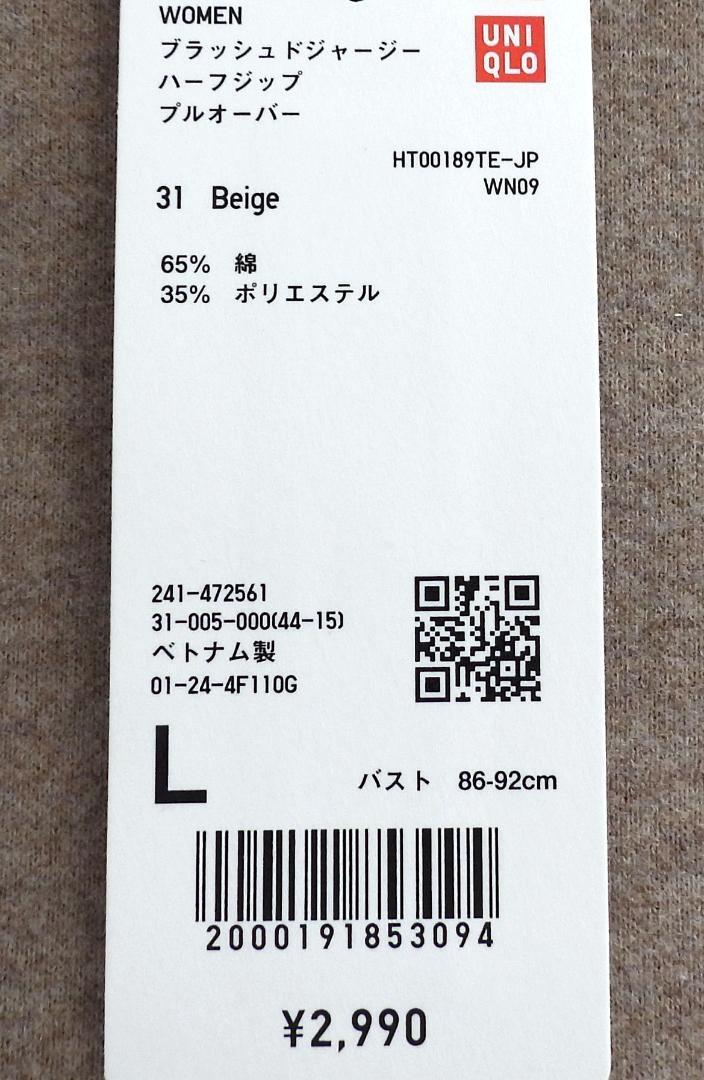 WOMEN
ブラッシュドジャージー
ハーフジップ
プルオーバー
UNI
QLO
HT00189TE-JP
WN09
31 Beige
65% 綿
35% ポリエステル
241-472561
31-005-000(44-15)
ベトナム製
01-24-4F110G
L
バスト 86-92cm
2000191853094
¥2,990